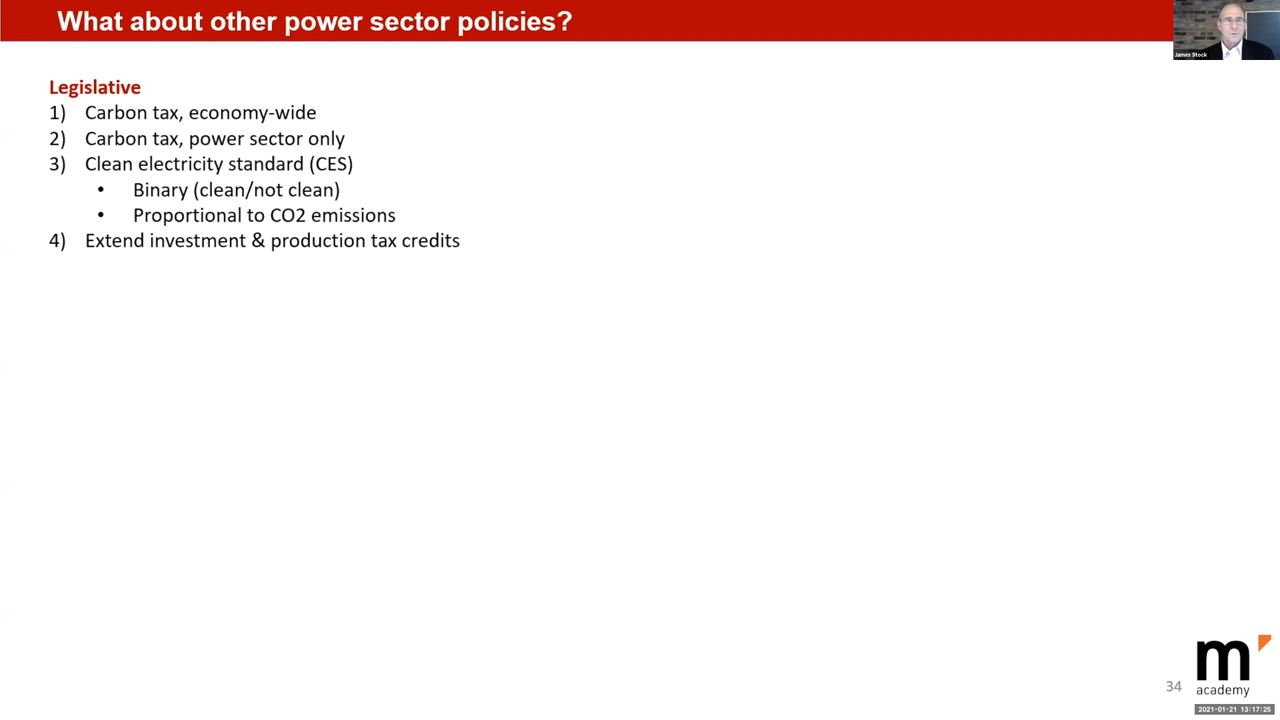 What about other power sector policies?
James Stock
Legislative
1) Carbon tax, economy-wide
2) Carbon tax, power sector only
3) Clean electricity standard (CES)
• Binary (clean/not clean)
• Proportional to CO2 emissions
4) Extend investment & production tax credits
34
m'
academy
2021-01-21 13:17:25